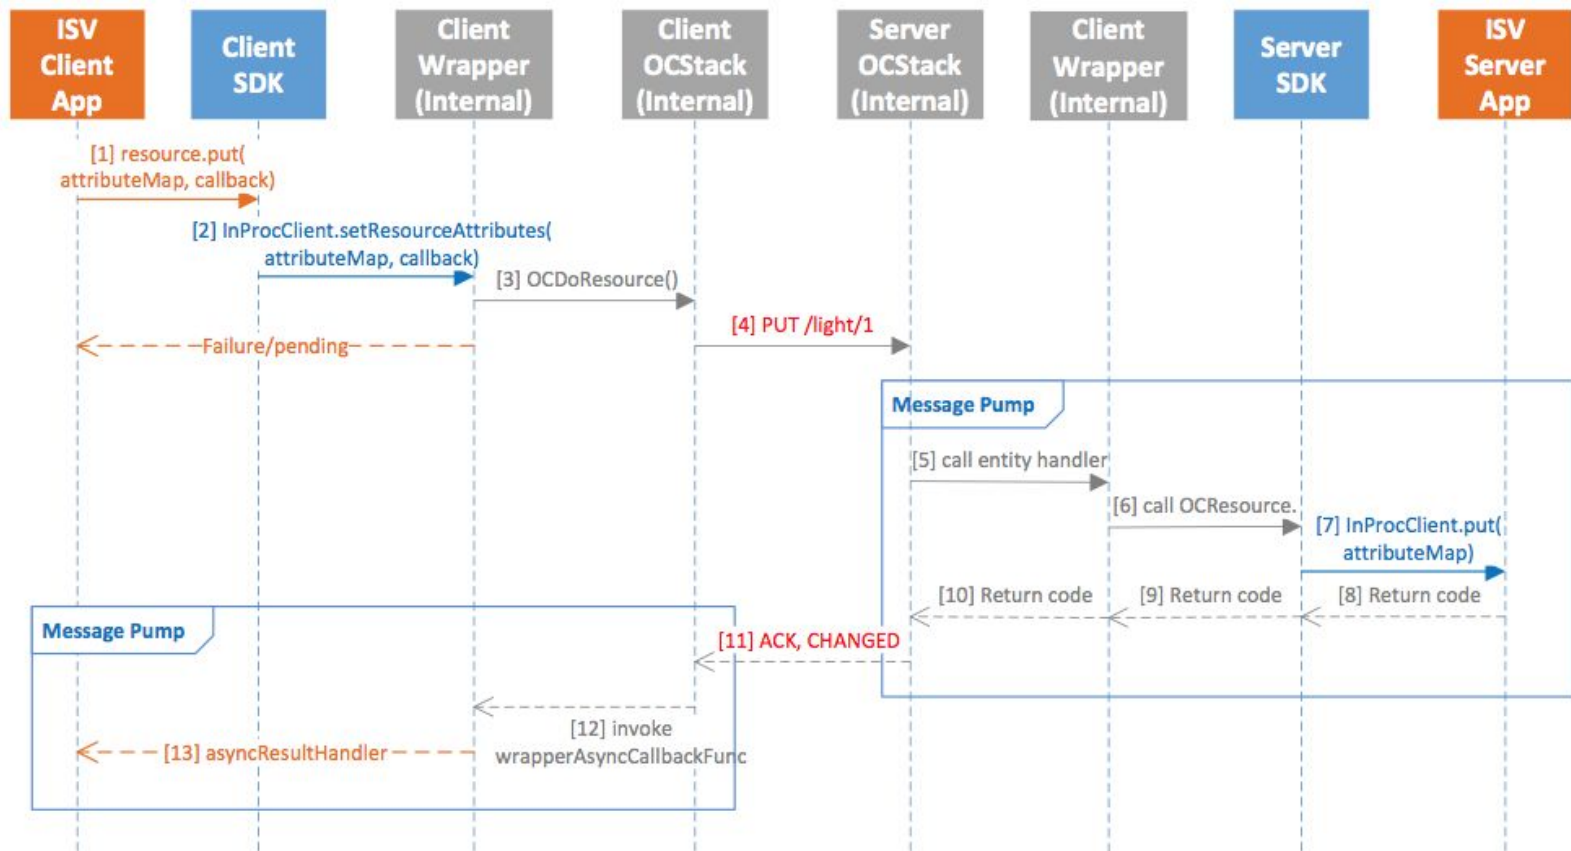 ISV
Client
App
Client
SDK
Client
Wrapper
(Internal)
Client
OCStack
(Internal)
Server
OCStack
(Internal)
Client
Wrapper
(Internal)
Server
SDK
ISV
Server
App
[1] resource.put(
attributeMap, callback)
[2] InProcClient.setResourceAttributes(
attributeMap, callback)
[3] OCDoResource()
[4] PUT /light/1
Failure/pending
Message Pump
[5] call entity handler
[6] call OCResource.
[7] InProcClient.put(
attributeMap)
[10] Return code
[9] Return code
[8] Return code
Message Pump
[11] ACK, CHANGED
[12] invoke
wrapperAsyncCallbackFunc
[13] asyncResultHandler